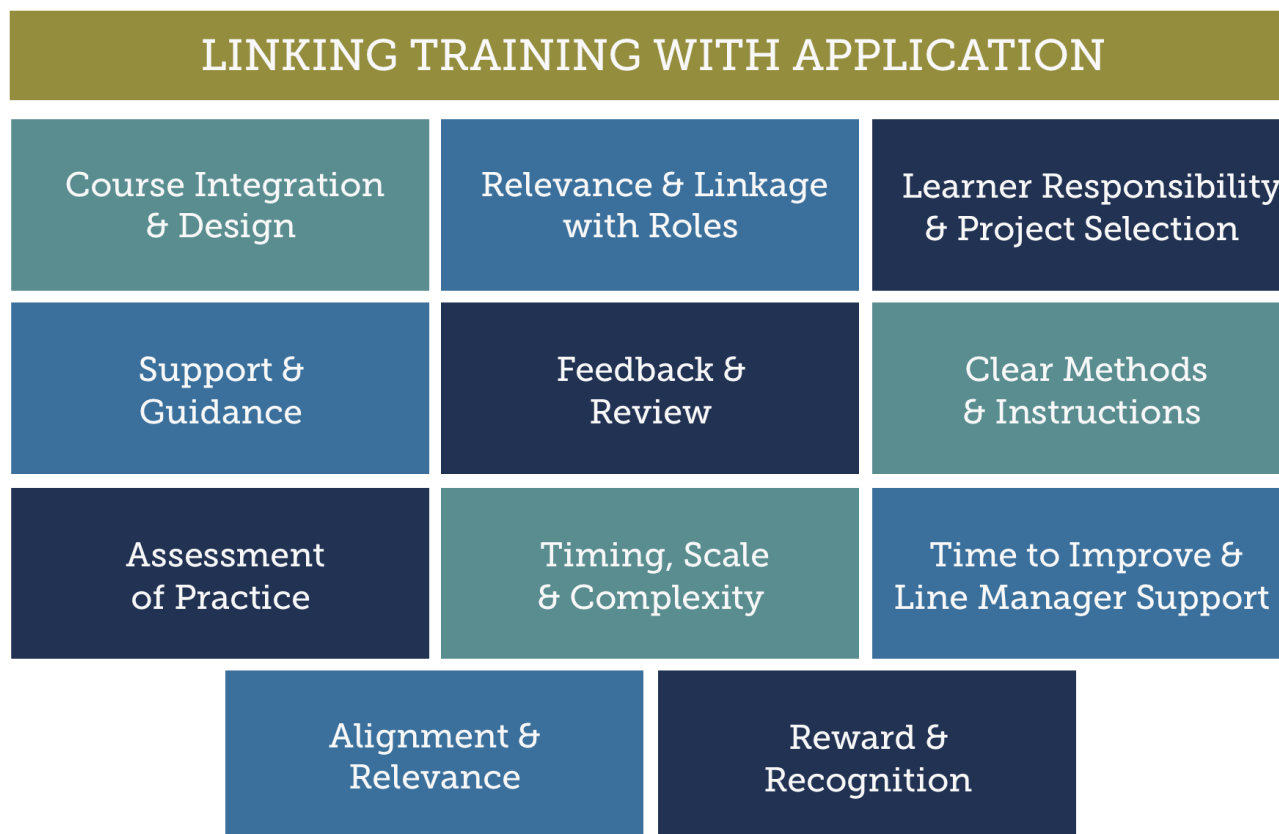 LINKING TRAINING WITH APPLICATION
Course Integration
& Design
Relevance & Linkage
with Roles
Learner Responsibility
& Project Selection
Support &
Guidance
Feedback &
Review
Clear Methods
& Instructions
Assessment
of Practice
Timing, Scale
& Complexity
Time to Improve &
Line Manager Support
Alignment &
Relevance
Reward &
Recognition